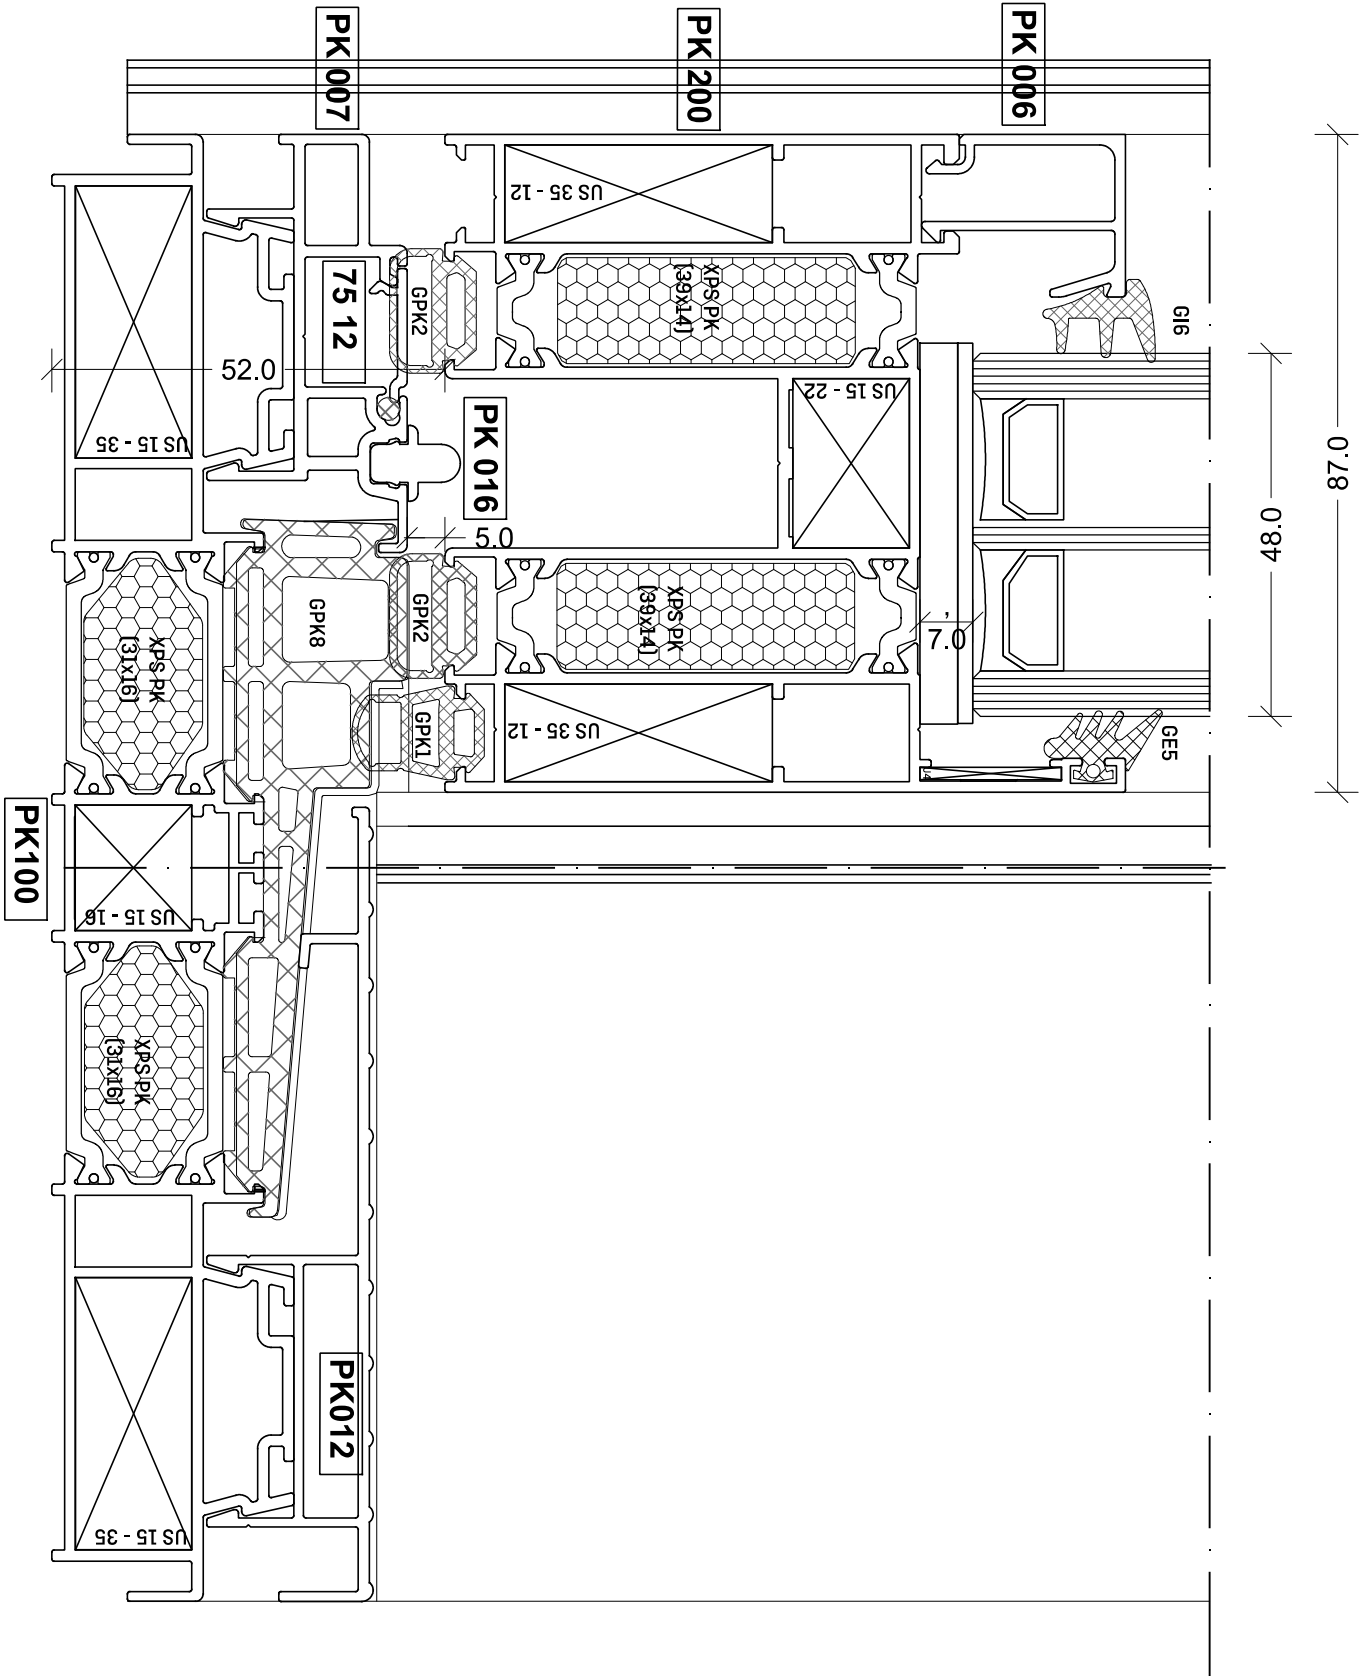 PK 007
PK 200
PK 006
87.0
US 35 - 12
75 12
GPK2
XPS PK
(39x14)
GI6
52.0
48.0
US 15 - 35
PK 016
US 15 - 22
5.0
XPS PK
(31x16)
GPK8
GPK2
XPS PK
(39x14)
7.0
GPK1
US 35 - 12
GE5
PK100
US 15 - 16
XPS PK
(31x16)
PK012
US 15 - 35